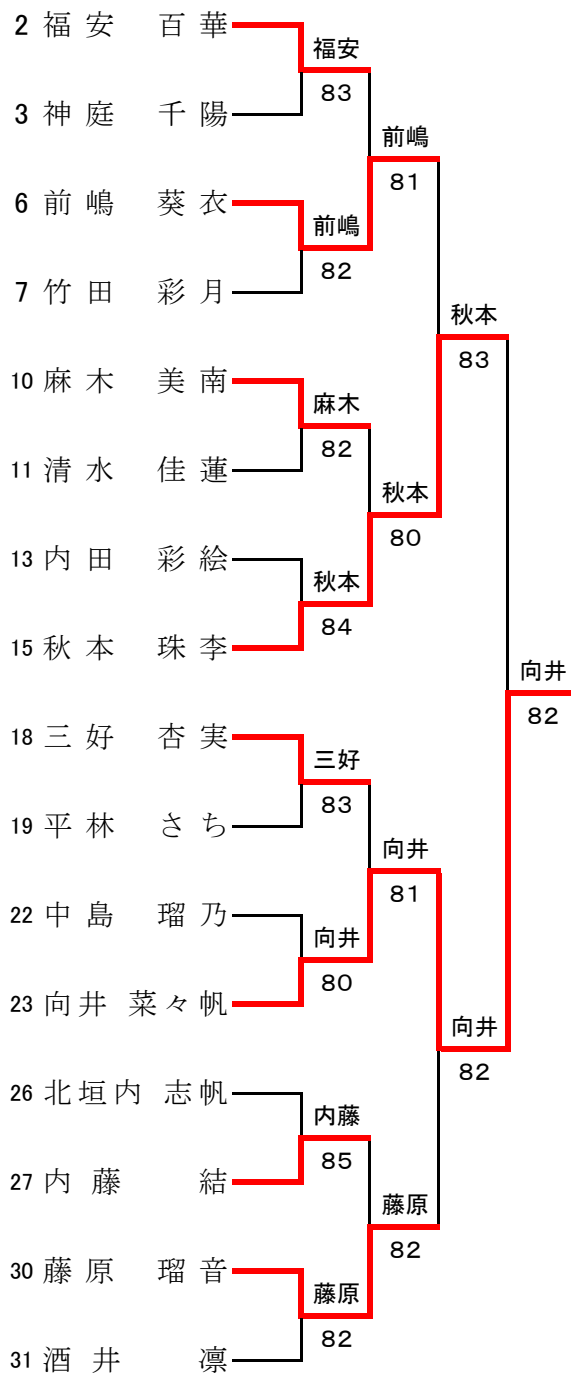 2 福安 百華
福安
83
3 神庭 千陽
前嶋
81
6 前嶋 葵衣
前嶋
82
7 竹田 彩月
秋本
83
10 麻木 美南
麻木
82
11 清水 佳蓮
秋本
80
13 内田 彩絵
秋本
84
15 秋本 珠李
向井
82
18 三好 杏実
三好
83
19 平林 さち
向井
81
22 中島 瑠乃
向井
80
23 向井 菜々帆
向井
82
26 北垣内 志帆
内藤
85
27 内藤 結
藤原
82
30 藤原 瑠音
藤原
82
31 酒井 凛